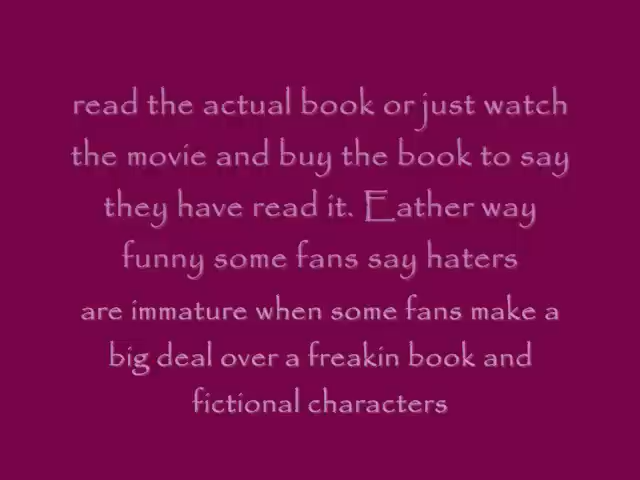 read the actual book or just watch
the movie and buy the book to say
they have read it. Eather way
funny some fans say haters
are immature when some fans make a
big deal over a freakin book and
fictional characters